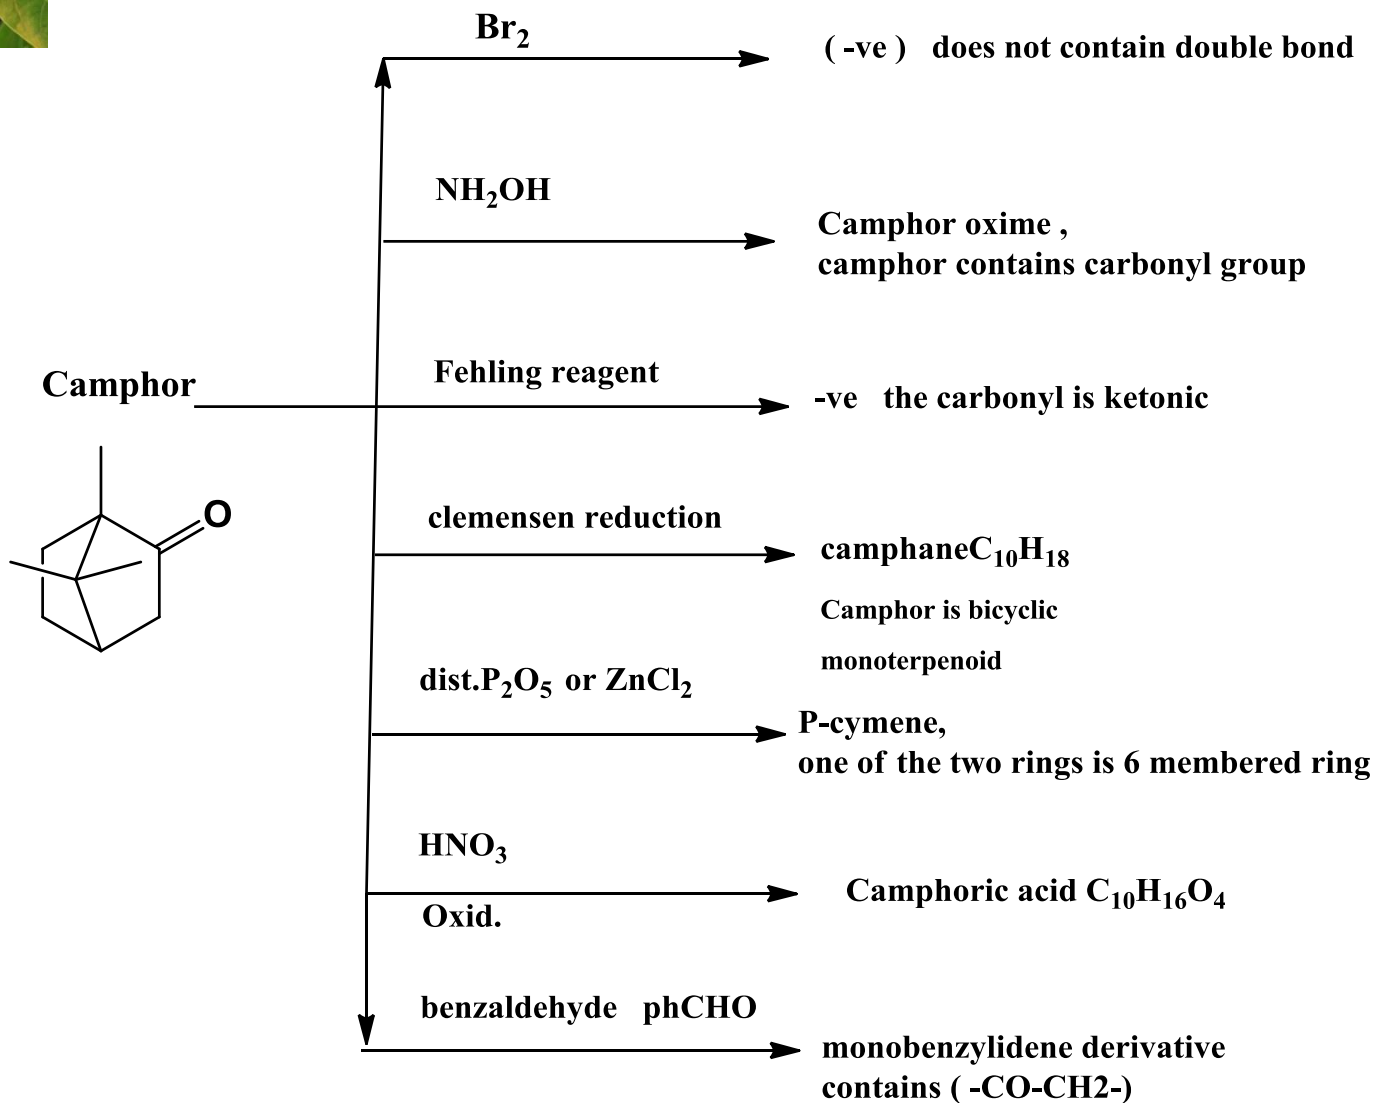 Br2
( -ve ) does not contain double bond
NH2OH
Camphor oxime ,
camphor contains carbonyl group
Camphor
Fehling reagent
-ve the carbonyl is ketonic
O
clemensen reduction
camphaneC10H18
Camphor is bicyclic
monoterpenoid
dist.P2O5 or ZnCl2
P-cymene,
one of the two rings is 6 membered ring
HNO3
Oxid.
Camphoric acid C10H16O4
benzaldehyde phCHO
monobenzylidene derivative
contains ( -CO-CH2-)